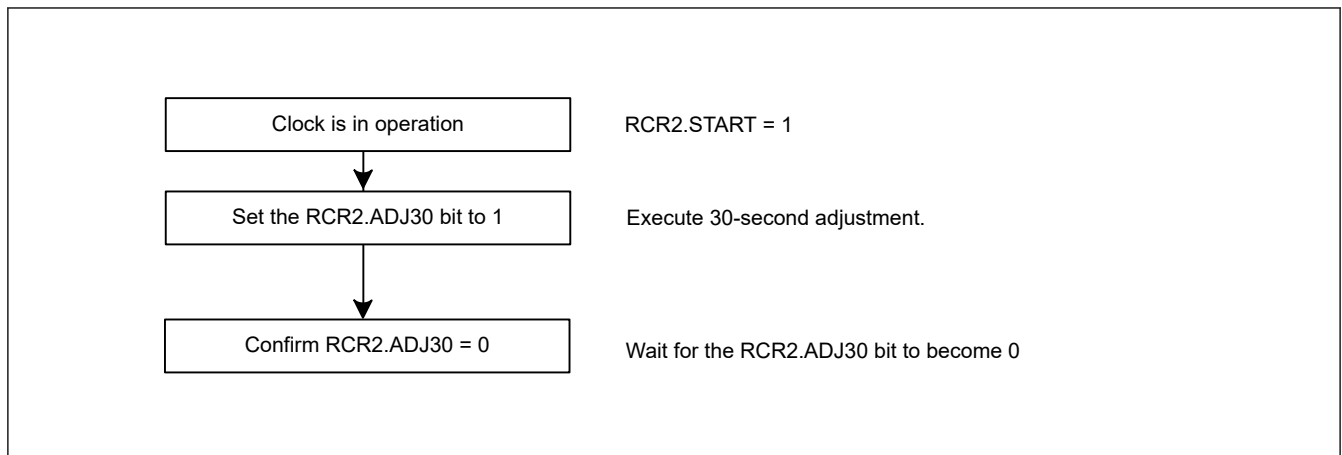 Clock is in operation
RCR2.START = 1
Set the RCR2.ADJ30 bit to 1
Execute 30-second adjustment.
Confirm RCR2.ADJ30 = 0
Wait for the RCR2.ADJ30 bit to become 0